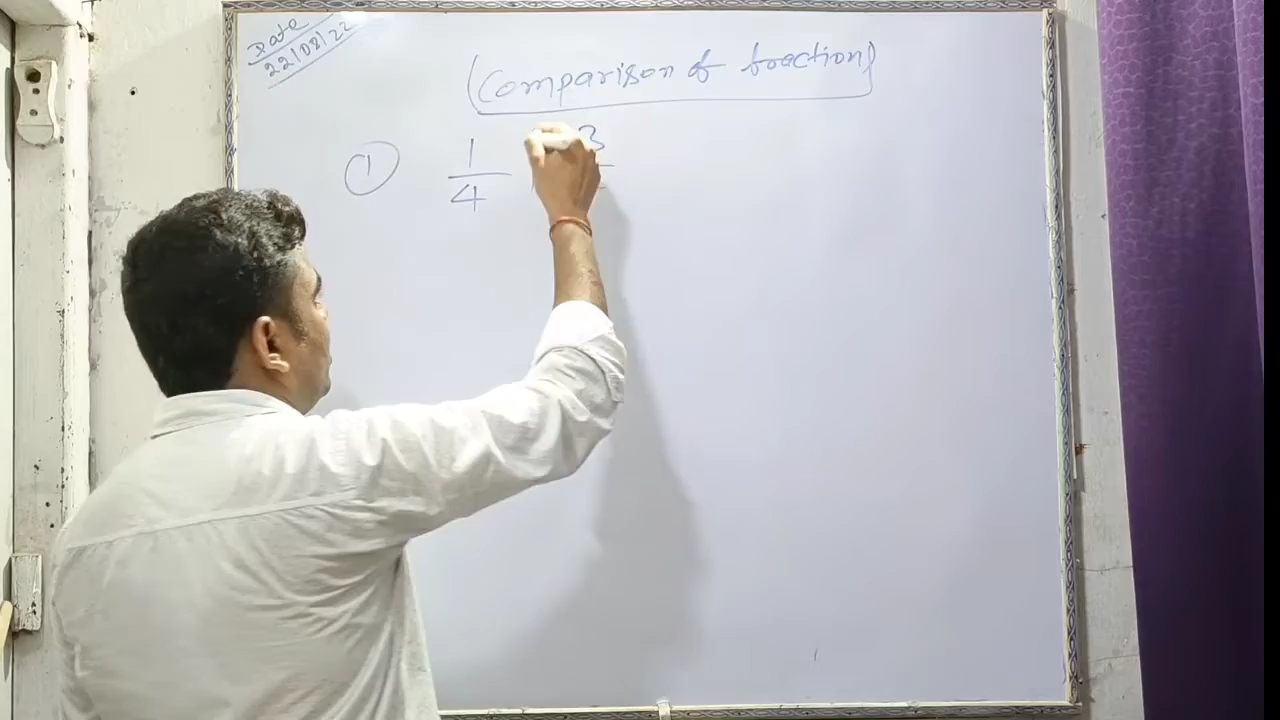 Date
22/08/22
(Comparison of fraction)
① 1/4 3